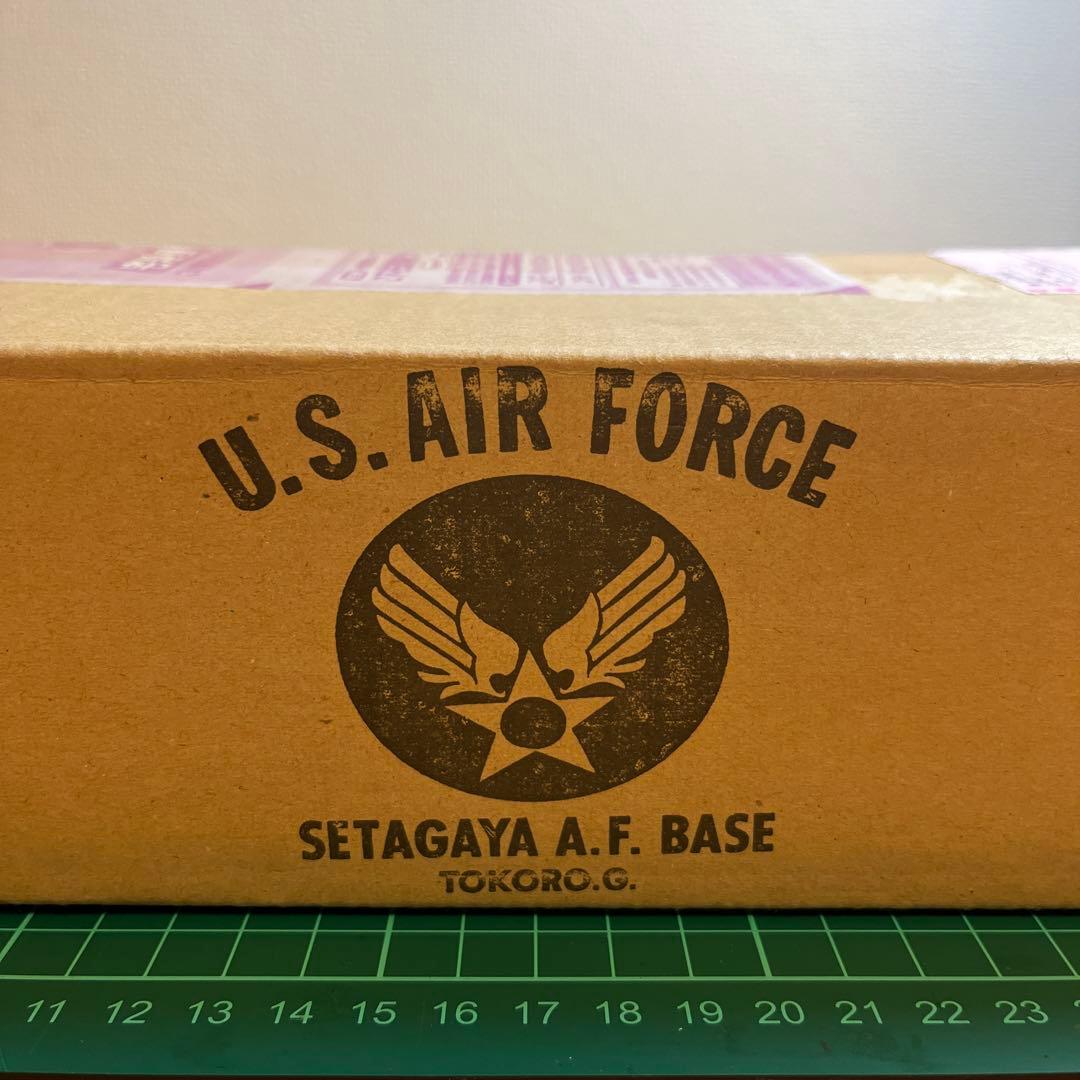 U.S. AIR FORCE
SETAGAYA A.F. BASE
TOKORO.G.
11 12 13 14 15 16 17 18 19 20 21 22 23